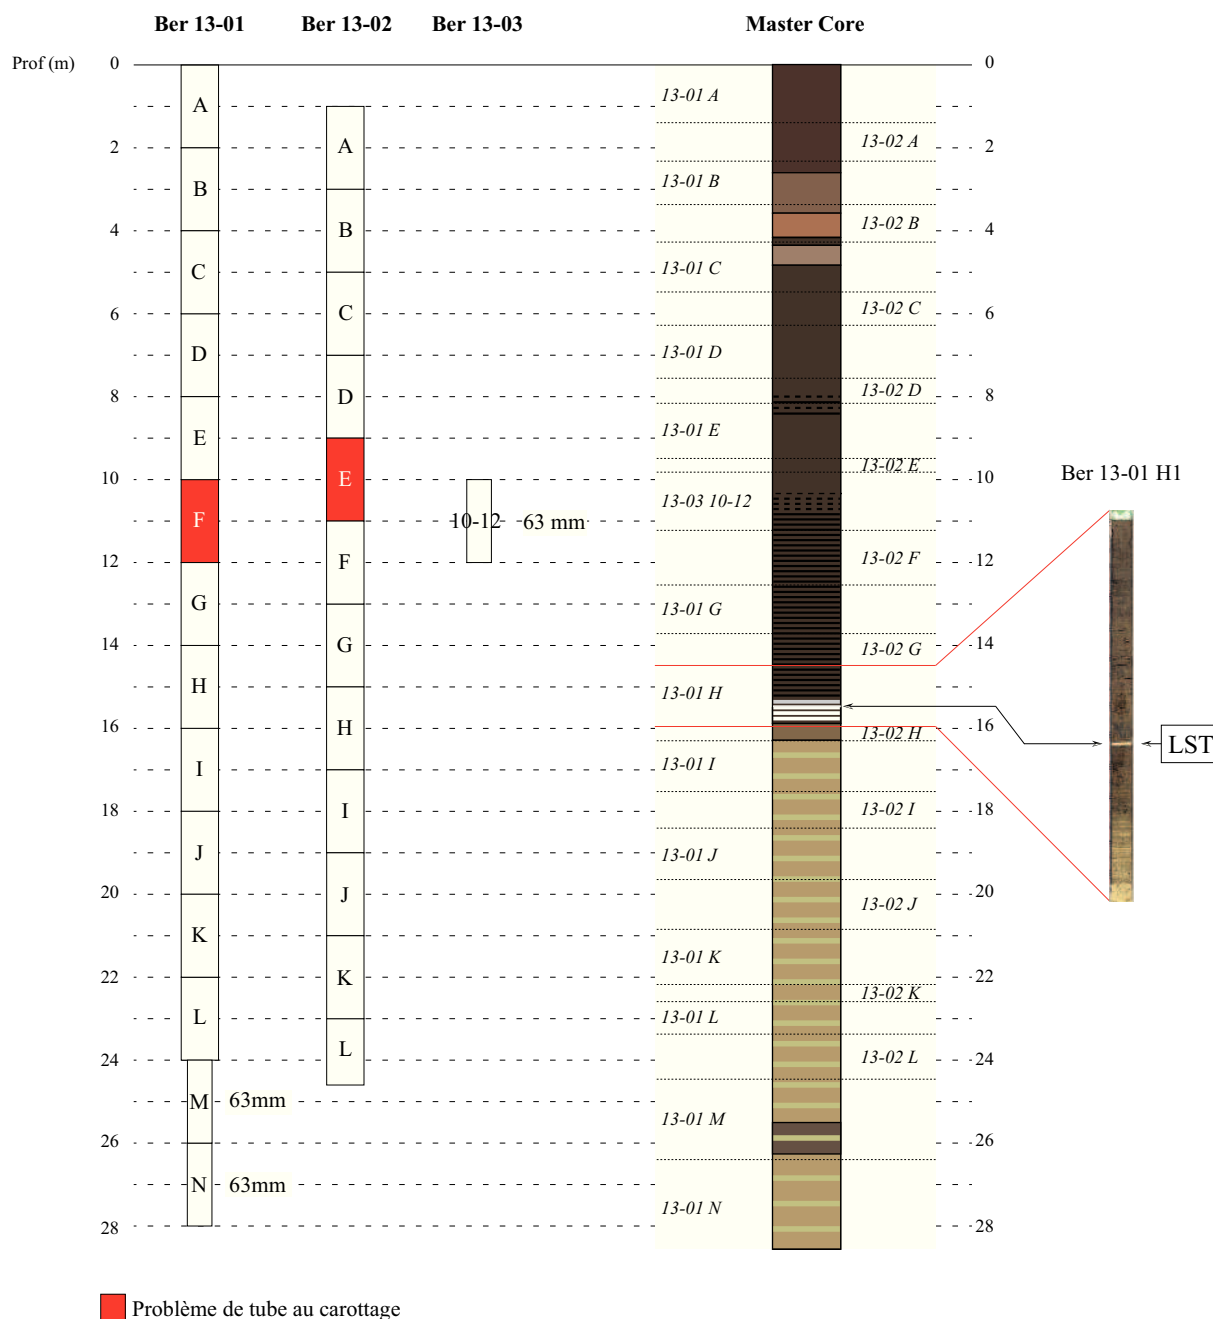 Ber 13-01 Ber 13-02 Ber 13-03 Master Core
Prof (m) 0 0
A 13-01 A
2 A 13-02 A 2
B 13-01 B
4 B 13-02 B 4
C 13-01 C
6 C 13-02 C 6
D 13-01 D
8 D 13-02 D 8
E 13-01 E
13-02 E
10 E 10
Ber 13-01 H1
13-03 10-12
F 10-12 63 mm
12 F 13-02 F 12
G 13-01 G
14 G 13-02 G 14
H 13-01 H
16 H 13-02 H 16
LST
I 13-01 I
18 I 13-02 I 18
J 13-01 J
20 J 13-02 J 20
K 13-01 K
22 K 22
13-02 K
L 13-01 L
24 L 13-02 L 24
M 63mm
13-01 M
26 26
N 63mm
13-01 N
28 28
Problème de tube au carottage